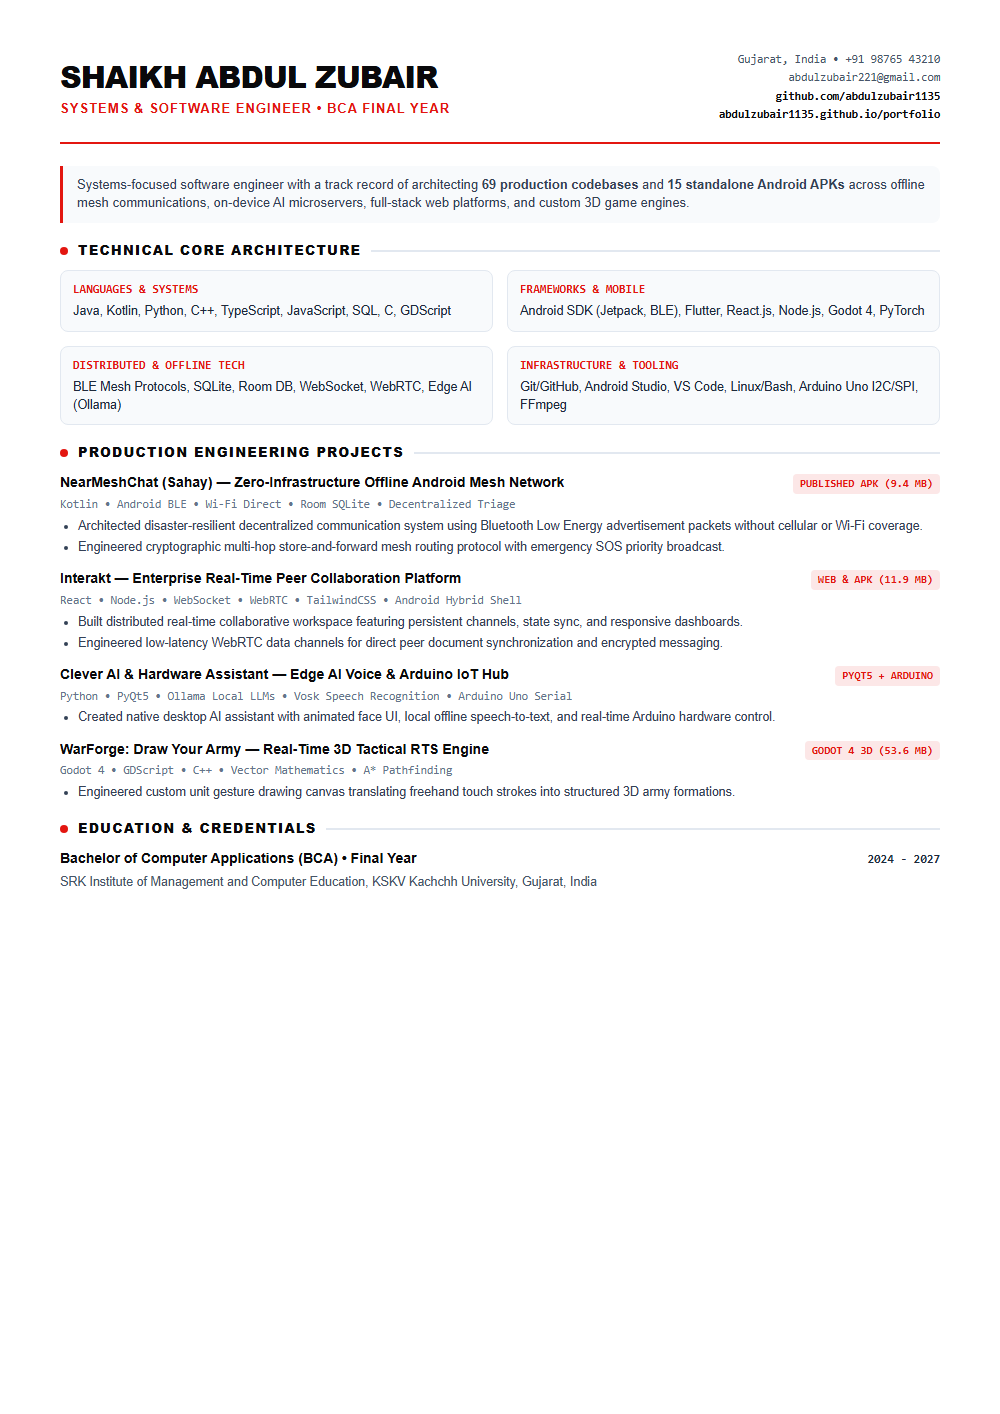 SHAIKH ABDUL ZUBAIR
SYSTEMS & SOFTWARE ENGINEER • BCA FINAL YEAR
Gujarat, India • +91 98765 43210
abdulzubair221@gmail.com
github.com/abdulzubair1135
abdulzubair1135.github.io/portfolio
Systems-focused software engineer with a track record of architecting 69 production codebases and 15 standalone Android APKs across offline
mesh communications, on-device AI microservers, full-stack web platforms, and custom 3D game engines.
TECHNICAL CORE ARCHITECTURE
LANGUAGES & SYSTEMS
Java, Kotlin, Python, C++, TypeScript, JavaScript, SQL, C, GDScript
FRAMEWORKS & MOBILE
Android SDK (Jetpack, BLE), Flutter, React.js, Node.js, Godot 4, PyTorch
DISTRIBUTED & OFFLINE TECH
BLE Mesh Protocols, SQLite, Room DB, WebSocket, WebRTC, Edge AI
(Ollama)
INFRASTRUCTURE & TOOLING
Git/GitHub, Android Studio, VS Code, Linux/Bash, Arduino Uno I2C/SPI,
FFmpeg
PRODUCTION ENGINEERING PROJECTS
NearMeshChat (Sahay) — Zero-Infrastructure Offline Android Mesh Network
PUBLISHED APK (9.4 MB)
Kotlin • Android BLE • Wi-Fi Direct • Room SQLite • Decentralized Triage
• Architected disaster-resilient decentralized communication system using Bluetooth Low Energy advertisement packets without cellular or Wi-Fi coverage.
• Engineered cryptographic multi-hop store-and-forward mesh routing protocol with emergency SOS priority broadcast.
Interakt — Enterprise Real-Time Peer Collaboration Platform
WEB & APK (11.9 MB)
React • Node.js • WebSocket • WebRTC • TailwindCSS • Android Hybrid Shell
• Built distributed real-time collaborative workspace featuring persistent channels, state sync, and responsive dashboards.
• Engineered low-latency WebRTC data channels for direct peer document synchronization and encrypted messaging.
Clever AI & Hardware Assistant — Edge AI Voice & Arduino IoT Hub
PYQT5 + ARDUINO
Python • PyQt5 • Ollama Local LLMs • Vosk Speech Recognition • Arduino Uno Serial
• Created native desktop AI assistant with animated face UI, local offline speech-to-text, and real-time Arduino hardware control.
WarForge: Draw Your Army — Real-Time 3D Tactical RTS Engine
GODOT 4 3D (53.6 MB)
Godot 4 • GDScript • C++ • Vector Mathematics • A* Pathfinding
• Engineered custom unit gesture drawing canvas translating freehand touch strokes into structured 3D army formations.
EDUCATION & CREDENTIALS
Bachelor of Computer Applications (BCA) • Final Year
2024 - 2027
SRK Institute of Management and Computer Education, KSKV Kachchh University, Gujarat, India